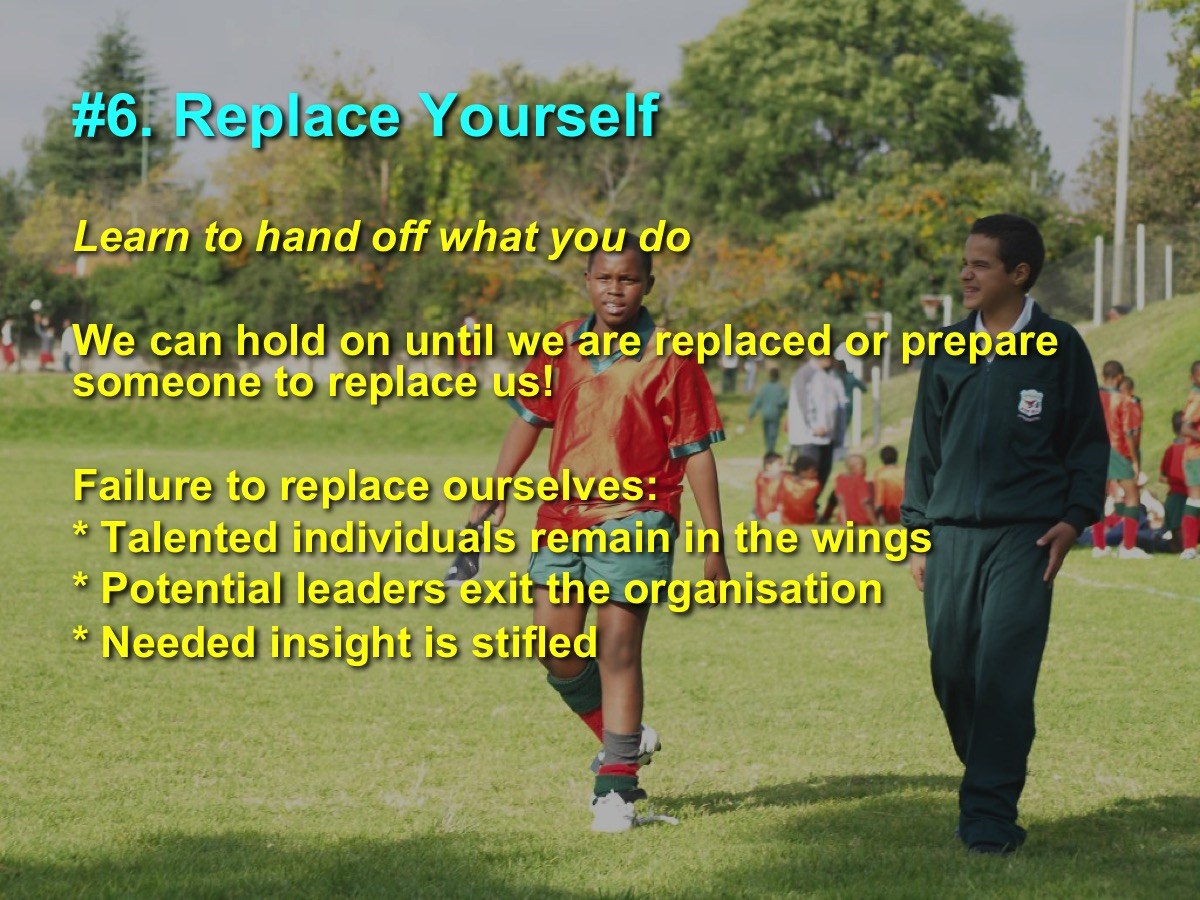 #6. Replace Yourself
Learn to hand off what you do
We can hold on until we are replaced or prepare
someone to replace us!
Failure to replace ourselves:
* Talented individuals remain in the wings
* Potential leaders exit the organisation
* Needed insight is stifled